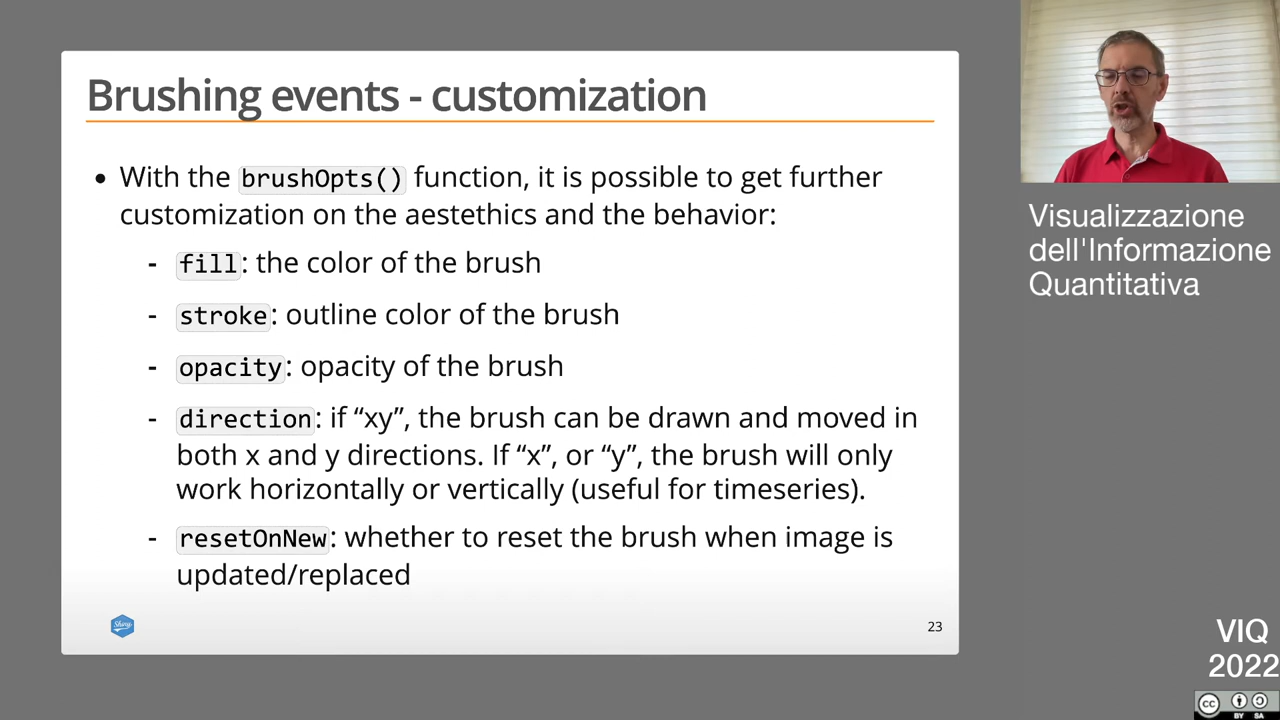 Brushing events - customization
• With the brushOpts() function, it is possible to get further
customization on the aestethics and the behavior:
- fill: the color of the brush
- stroke: outline color of the brush
- opacity: opacity of the brush
- direction: if “xy”, the brush can be drawn and moved in
both x and y directions. If “x”, or “y”, the brush will only
work horizontally or vertically (useful for timeseries).
- resetOnNew: whether to reset the brush when image is
updated/replaced
Shiny
23
Visualizzazione
dell'Informazione
Quantitativa
VIQ
2022
cc
BY SA